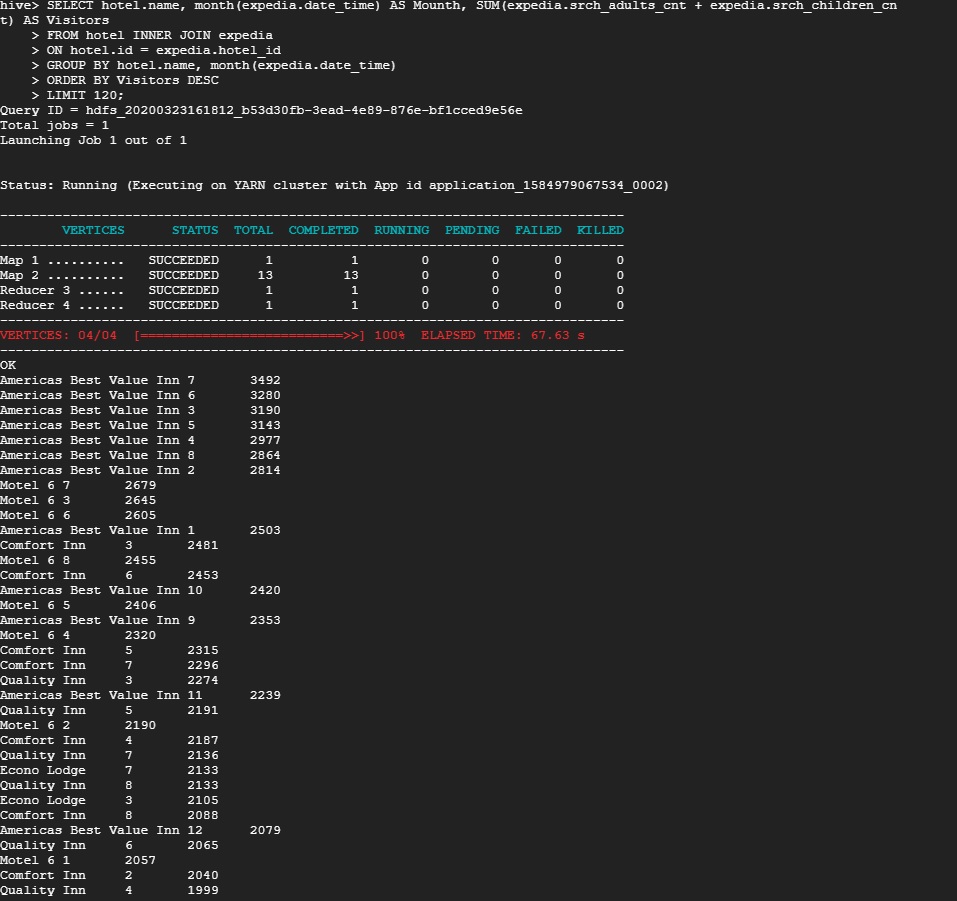 hive> SELECT hotel.name, month(expedia.date_time) AS Mounth, SUM(expedia.srch_adults_cnt + expedia.srch_children_cn
t) AS Visitors
    > FROM hotel INNER JOIN expedia
    > ON hotel.id = expedia.hotel_id
    > GROUP BY hotel.name, month(expedia.date_time)
    > ORDER BY Visitors DESC
    > LIMIT 120;
Query ID = hdfs_20200323161812_b53d30fb-3ead-4e89-876e-bf1cced9e56e
Total jobs = 1
Launching Job 1 out of 1
Status: Running (Executing on YARN cluster with App id application_1584979067534_0002)
--------------------------------------------------------------------------------
        VERTICES      STATUS  TOTAL  COMPLETED  RUNNING  PENDING  FAILED  KILLED
--------------------------------------------------------------------------------
Map 1 ..........   SUCCEEDED      1          1        0        0       0       0
Map 2 ..........   SUCCEEDED     13         13        0        0       0       0
Reducer 3 ......   SUCCEEDED      1          1        0        0       0       0
Reducer 4 ......   SUCCEEDED      1          1        0        0       0       0
--------------------------------------------------------------------------------
VERTICES: 04/04  [==========================>>] 100%  ELAPSED TIME: 67.63 s
--------------------------------------------------------------------------------
OK
Americas Best Value Inn 7       3492
Americas Best Value Inn 6       3280
Americas Best Value Inn 3       3190
Americas Best Value Inn 5       3143
Americas Best Value Inn 4       2977
Americas Best Value Inn 8       2864
Americas Best Value Inn 2       2814
Motel 6 7       2679
Motel 6 3       2645
Motel 6 6       2605
Americas Best Value Inn 1       2503
Comfort Inn     3       2481
Motel 6 8       2455
Comfort Inn     6       2453
Americas Best Value Inn 10      2420
Motel 6 5       2406
Americas Best Value Inn 9       2353
Motel 6 4       2320
Comfort Inn     5       2315
Comfort Inn     7       2296
Quality Inn     3       2274
Americas Best Value Inn 11      2239
Quality Inn     5       2191
Motel 6 2       2190
Comfort Inn     4       2187
Quality Inn     7       2136
Econo Lodge     7       2133
Quality Inn     8       2133
Econo Lodge     3       2105
Comfort Inn     8       2088
Americas Best Value Inn 12      2079
Quality Inn     6       2065
Motel 6 1       2057
Comfort Inn     2       2040
Quality Inn     4       1999